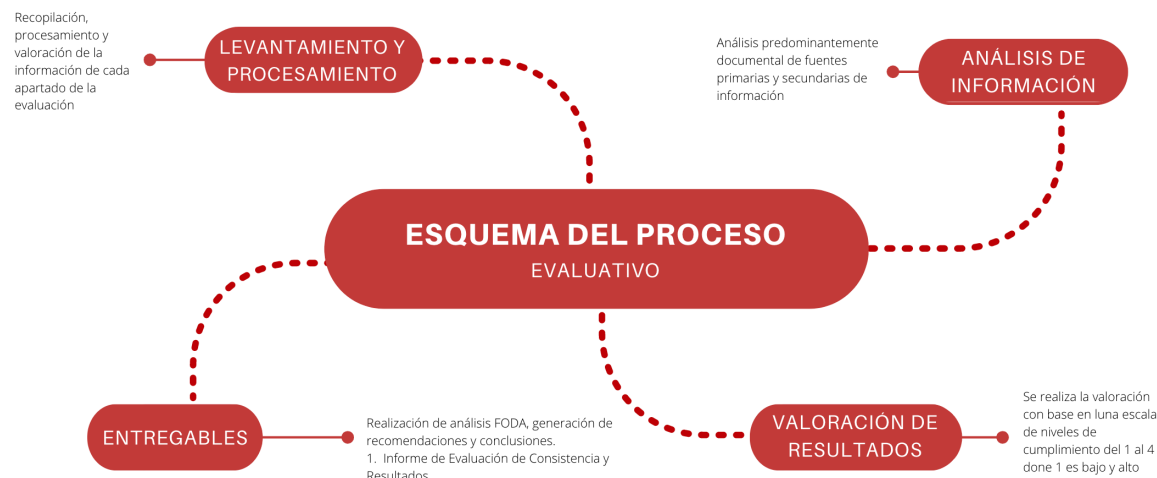 Recopilación,
procesamiento y
valoración de la
información de cada
apartado de la
evaluación
LEVANTAMIENTO Y
PROCESAMIENTO
Análisis predominantemente
documental de fuentes
primarias y secundarias de
información
ANÁLISIS DE
INFORMACIÓN
ESQUEMA DEL PROCESO
EVALUATIVO
ENTREGABLES
Realización de análisis FODA, generación de
recomendaciones y conclusiones.
1. Informe de Evaluación de Consistencia y
Resultados
VALORACIÓN DE
RESULTADOS
Se realiza la valoración
con base en luna escala
de niveles de
cumplimiento del 1 al 4
done 1 es bajo y alto